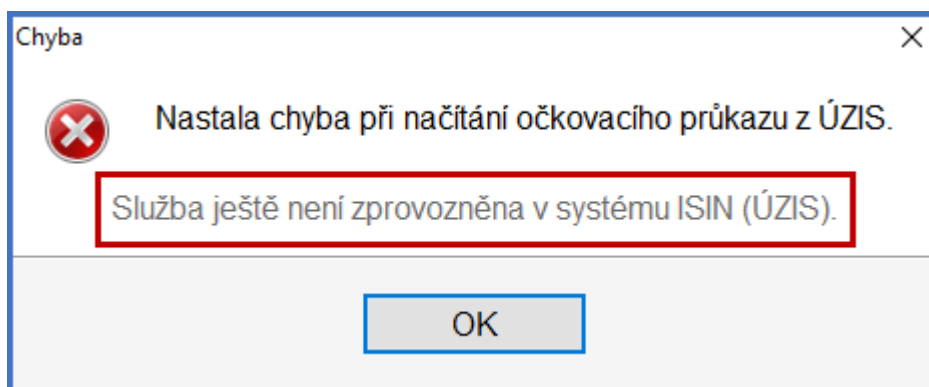 Chyba
Nastala chyba při načítání očkovacího průkazu z ÚZIS.
Služba ještě není zprovozněna v systému ISIN (ÚZIS).
OK